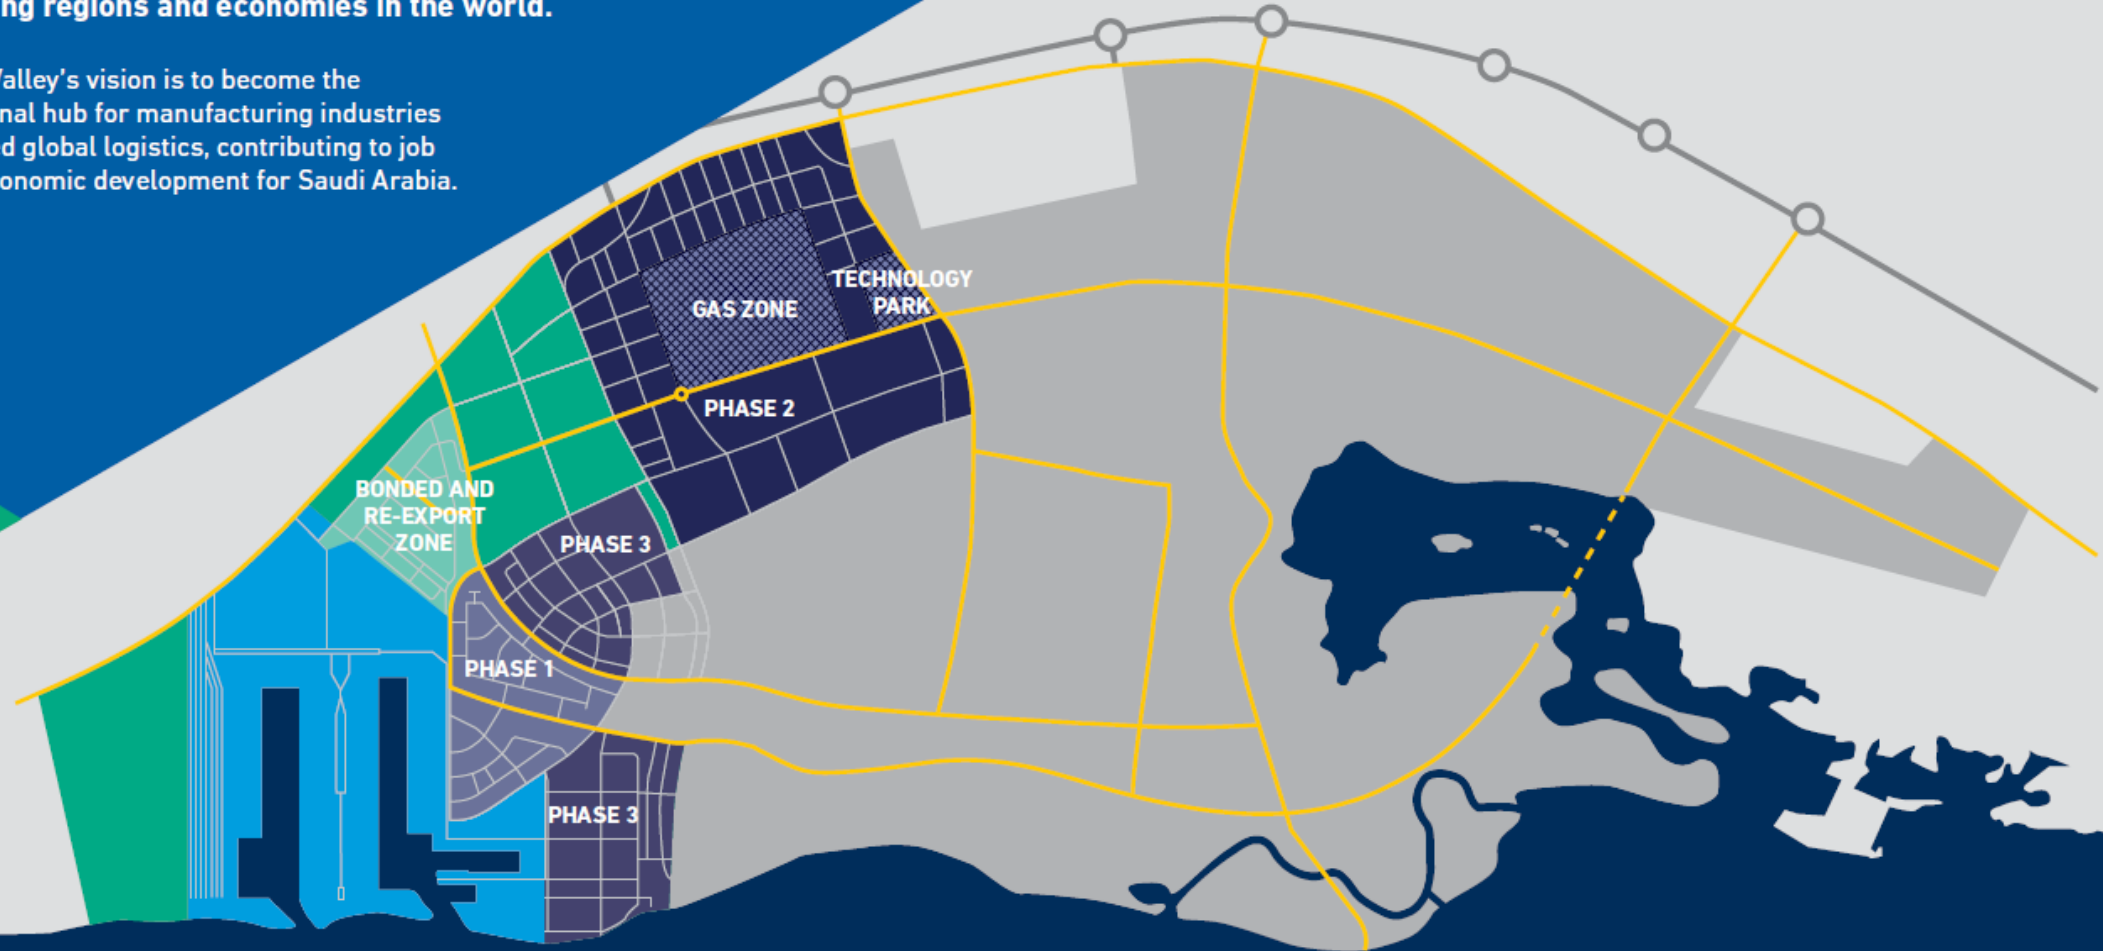 ng regions and economies in the world.
Valley's vision is to become the
nal hub for manufacturing industries
d global logistics, contributing to job
onomic development for Saudi Arabia.
TECHNOLOGY
PARK
GAS ZONE
PHASE 2
BONDED AND
RE-EXPORT
ZONE
PHASE 3
PHASE 1
PHASE 3